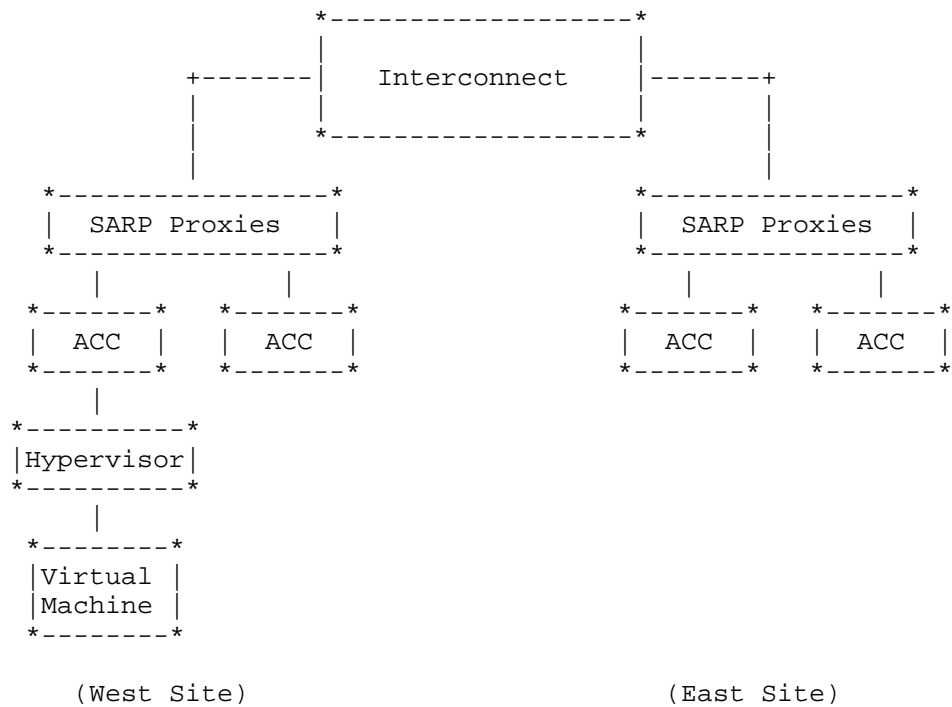 Interconnect
SARP Proxies SARP Proxies
ACC ACC ACC ACC
Hypervisor
Virtual
Machine
(West Site) (East Site)